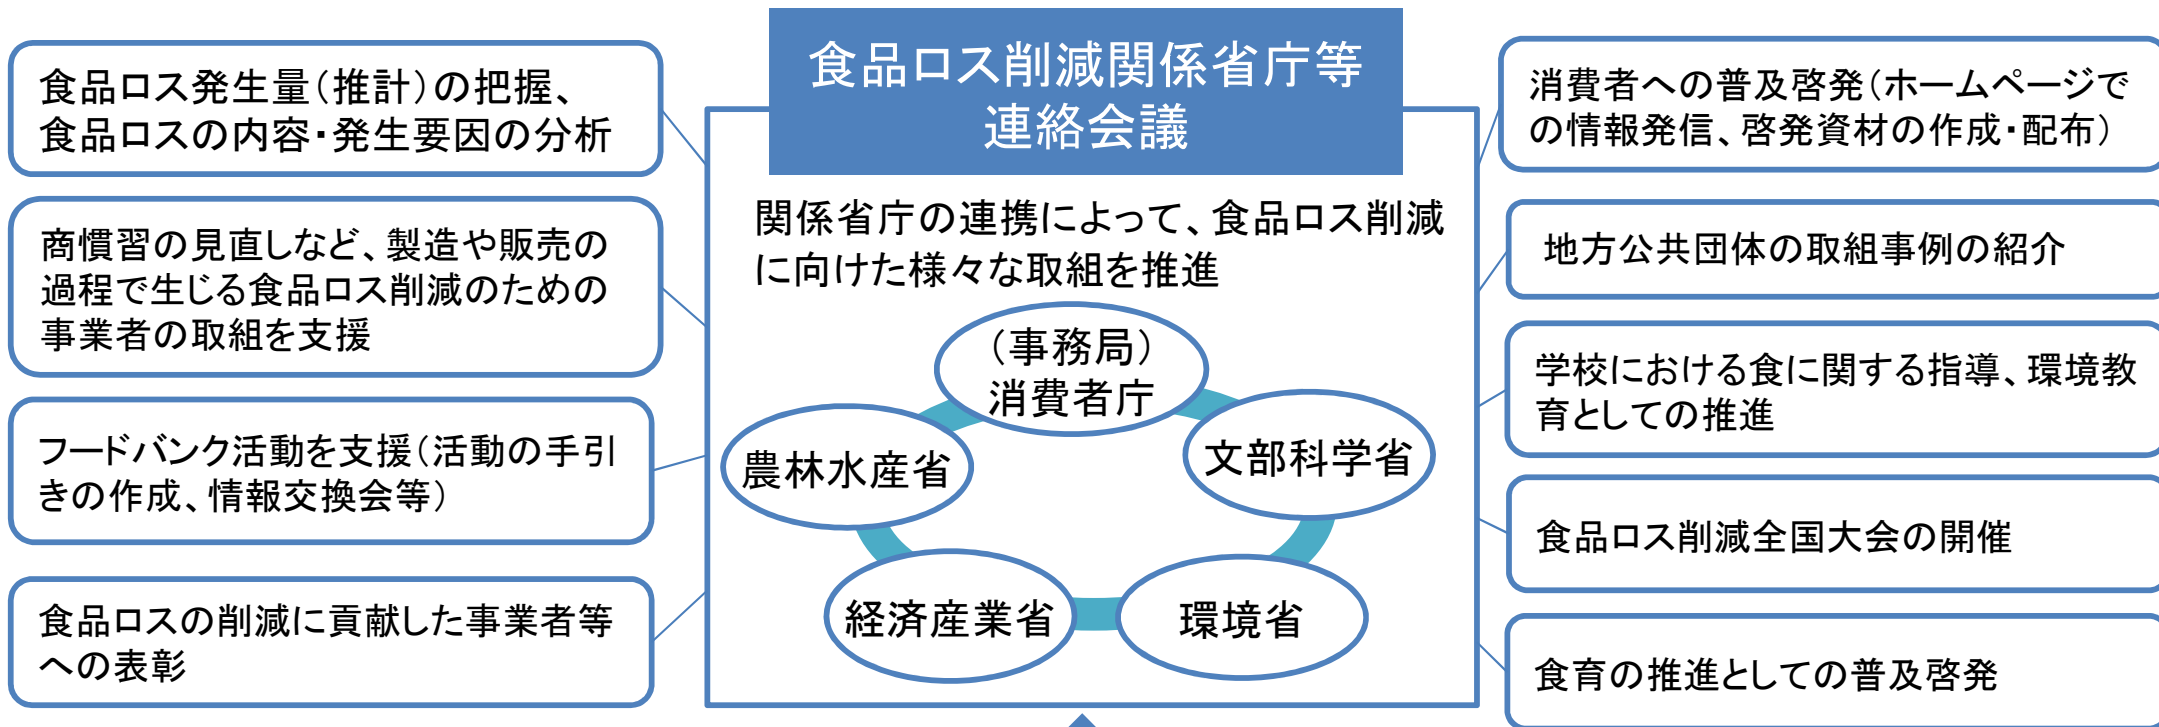 食品ロス削減関係省庁等
連絡会議
関係省庁の連携によって、食品ロス削減
に向けた様々な取組を推進
（事務局）
消費者庁
農林水産省
文部科学省
経済産業省
環境省
食品ロス発生量（推計）の把握、
食品ロスの内容・発生要因の分析
商慣習の見直しなど、製造や販売の
過程で生じる食品ロス削減のための
事業者の取組を支援
フードバンク活動を支援（活動の手引
きの作成、情報交換会等）
食品ロスの削減に貢献した事業者等
への表彰
消費者への普及啓発（ホームページで
の情報発信、啓発資材の作成・配布）
地方公共団体の取組事例の紹介
学校における食に関する指導、環境教
育としての推進
食品ロス削減全国大会の開催
食育の推進としての普及啓発